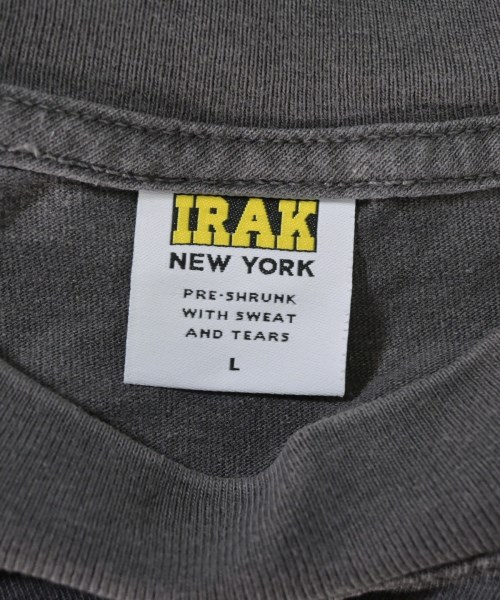 IRAK
NEW YORK
PRE-SHRUNK
WITH SWEAT
AND TEARS
L